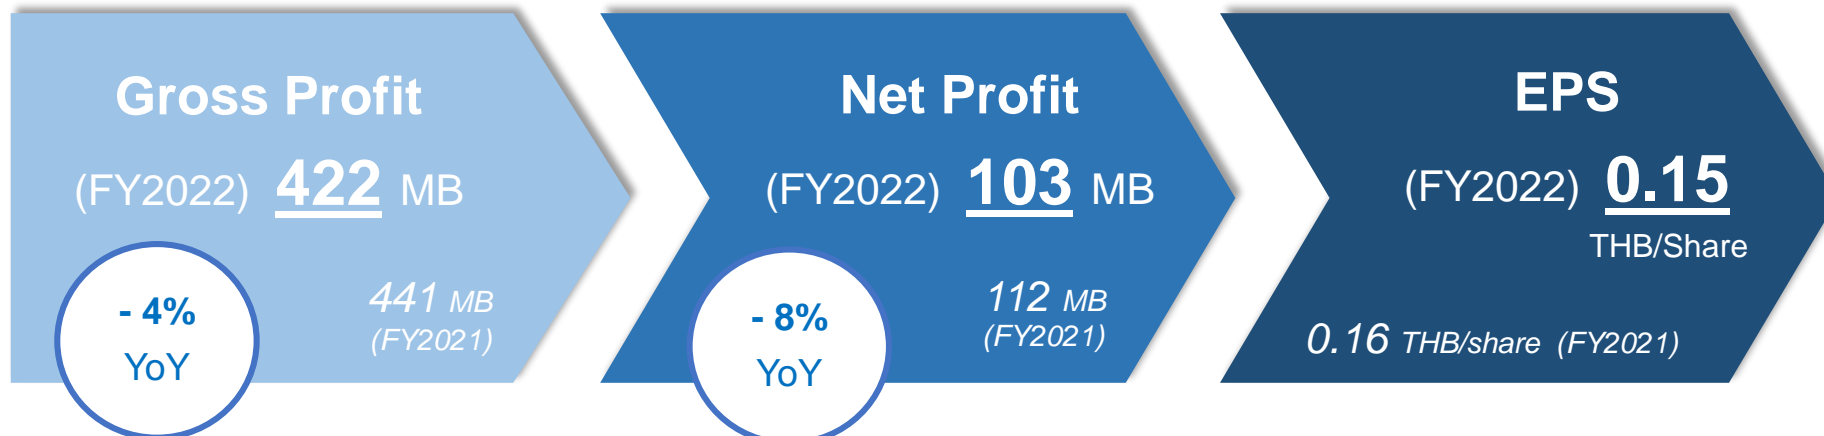 Gross Profit
(FY2022) 422 MB
- 4%
YoY
441 MB
(FY2021)
Net Profit
(FY2022) 103 MB
- 8%
YoY
112 MB
(FY2021)
EPS
(FY2022) 0.15
THB/Share
0.16 THB/share (FY2021)